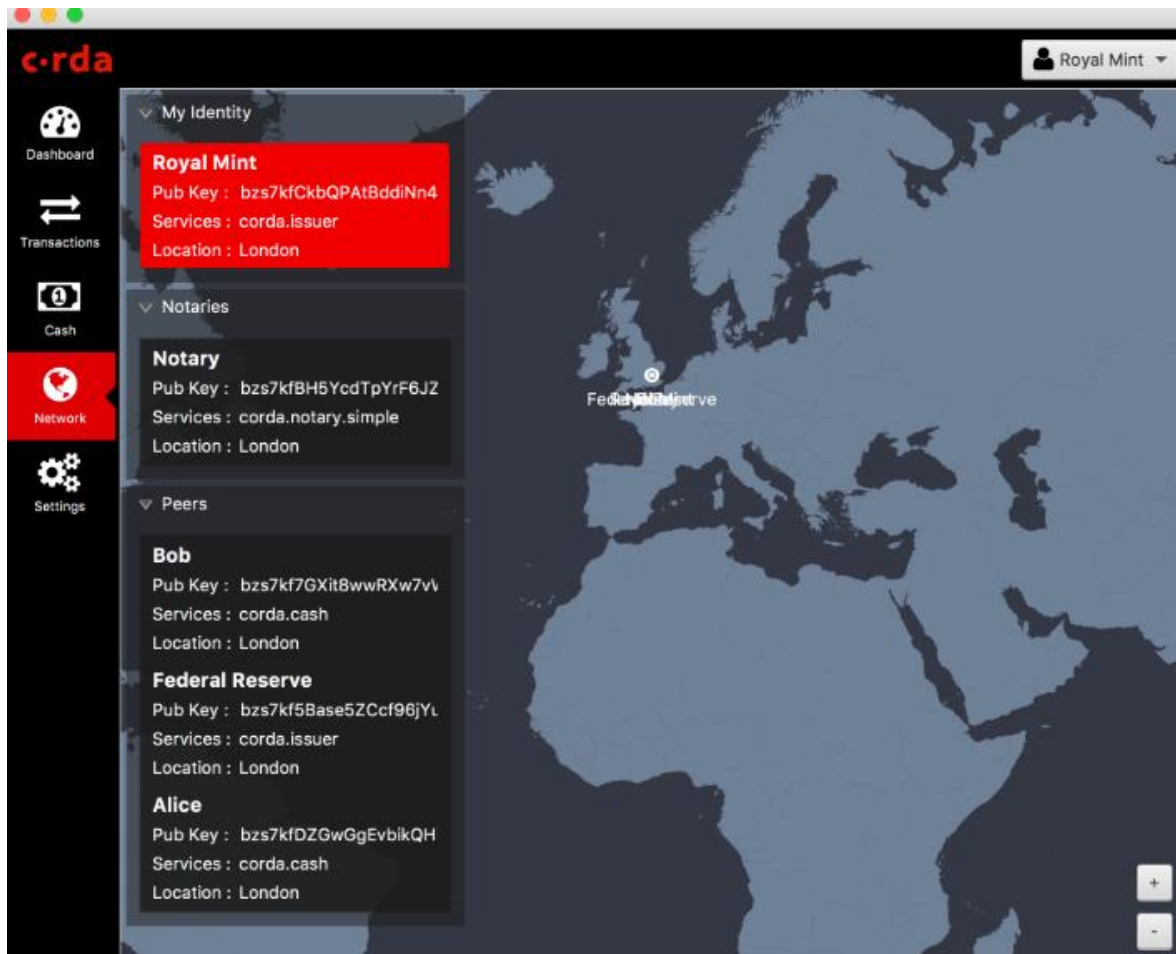 c·rda
Royal Mint
Dashboard
Transactions
Cash
Network
Settings
My Identity
Royal Mint
Pub Key : bzs7kfCkbQPAtBddiNn4
Services : corda.issuer
Location : London
Notaries
Notary
Pub Key : bzs7kfBH5YcdTpYrF6JZ
Services : corda.notary.simple
Location : London
Peers
Bob
Pub Key : bzs7kf7GXit8wwRXw7v
Services : corda.cash
Location : London
Federal Reserve
Pub Key : bzs7kf5Base5ZCcf96jY
Services : corda.issuer
Location : London
Alice
Pub Key : bzs7kfDZGwGgEvbikQH
Services : corda.cash
Location : London
+
-